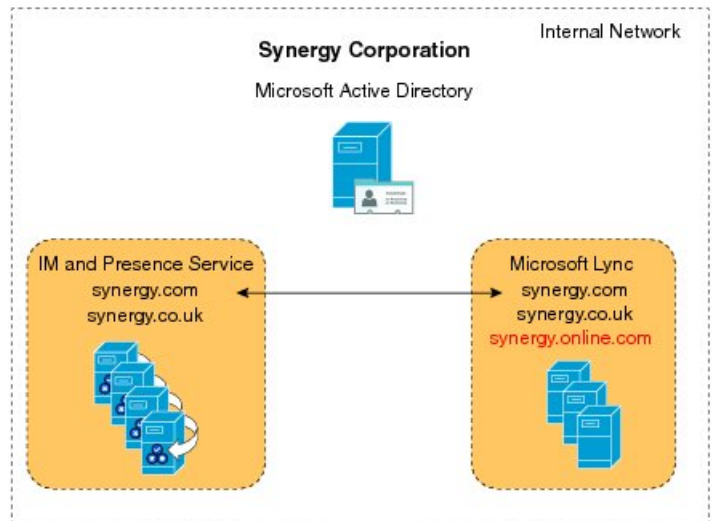 Internal Network
Synergy Corporation
Microsoft Active Directory
IM and Presence Service
synergy.com
synergy.co.uk
Microsoft Lync
synergy.com
synergy.co.uk
synergy.online.com